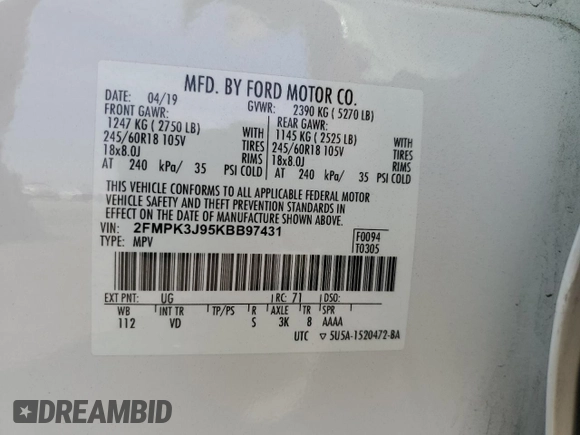 MFD. BY FORD MOTOR CO.
DATE: 04/19 GVWR: 2390 KG ( 5270 LB)
FRONT GAWR: REAR GAWR:
1247 KG ( 2750 LB) WITH 1145 KG ( 2525 LB) WITH
245/60R18 105V TIRES 245/60R18 105V TIRES
18x8.0J RIMS 18x8.0J RIMS
AT 240 kPa/ 35 PSI COLD AT 240 kPa/ 35 PSI COLD
THIS VEHICLE CONFORMS TO ALL APPLICABLE FEDERAL MOTOR
VEHICLE SAFETY AND THEFT PREVENTION STANDARDS IN
EFFECT ON THE DATE OF MANUFACTURE SHOWN ABOVE.
VIN: 2FMPK3J95KBB97431 F0094
TYPE: MPV T0305
EXT PNT: UG RC: 71 DSO:
WB INT TR TP/PS R AXLE TR SPR
112 VD S 3K 8 AAAA
UTC ▽ 5U5A-1520472-BA
DREAMBID